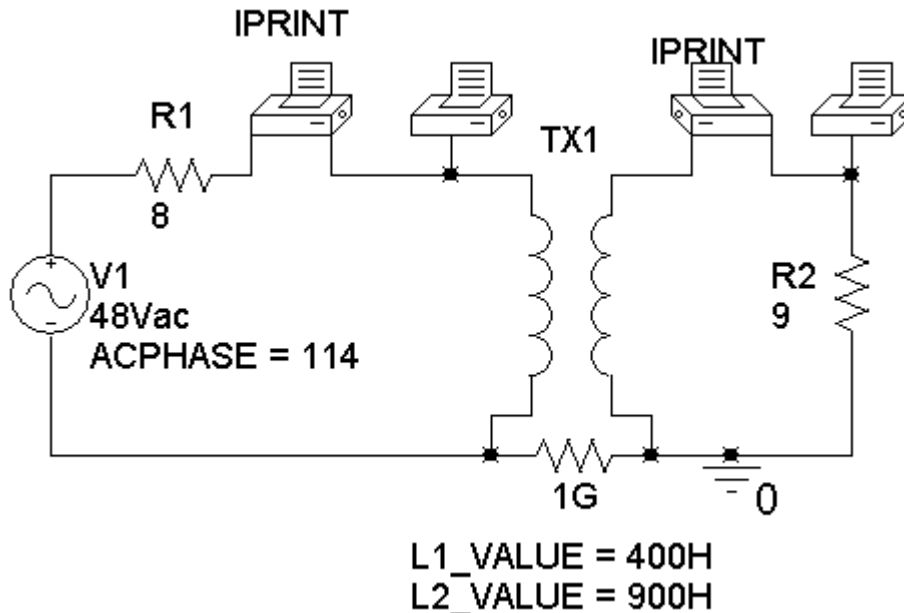 IPRINT
IPRINT
R1
TX1
8
V1
48Vac
ACPHASE = 114
R2
9
1G
0
L1_VALUE = 400H
L2_VALUE = 900H